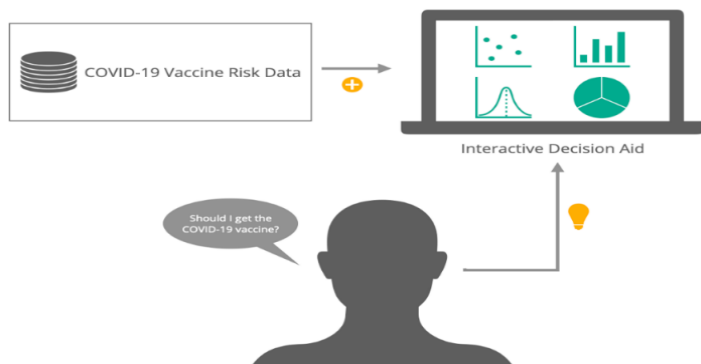 COVID-19 Vaccine Risk Data
Interactive Decision Aid
Should I get the
COVID-19 vaccine?